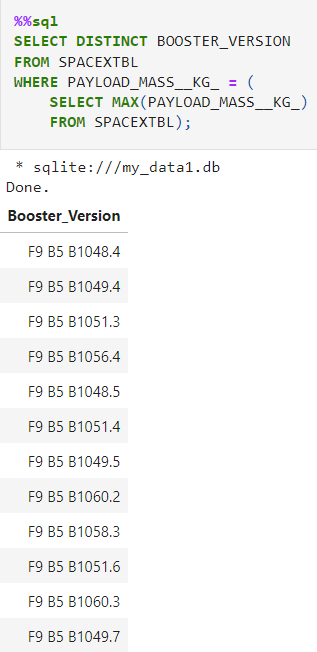 %%sql
SELECT DISTINCT BOOSTER_VERSION
FROM SPACEXTBL
WHERE PAYLOAD_MASS__KG_ = (
    SELECT MAX(PAYLOAD_MASS__KG_)
    FROM SPACEXTBL);
* sqlite:///my_data1.db
Done.
Booster_Version
F9 B5 B1048.4
F9 B5 B1049.4
F9 B5 B1051.3
F9 B5 B1056.4
F9 B5 B1048.5
F9 B5 B1051.4
F9 B5 B1049.5
F9 B5 B1060.2
F9 B5 B1058.3
F9 B5 B1051.6
F9 B5 B1060.3
F9 B5 B1049.7